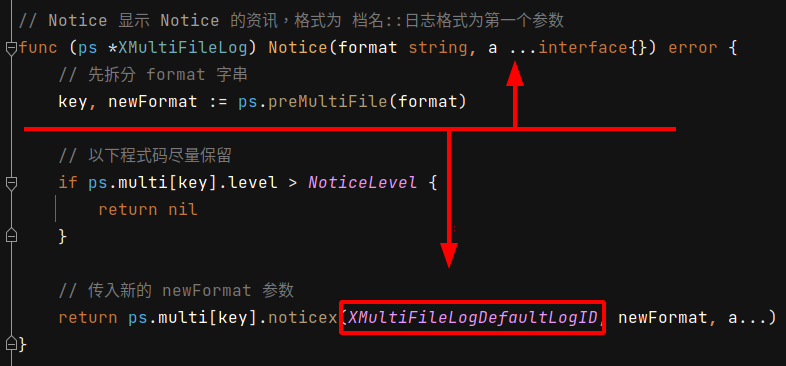 // Notice 显示 Notice 的资讯，格式为 档名::日志格式为第一个参数
func (ps *XMultiFileLog) Notice(format string, a ...interface{}) error {
// 先拆分 format 字串
key, newFormat := ps.preMultiFile(format)
// 以下程式码尽量保留
if ps.multi[key].level > NoticeLevel {
return nil
}
// 传入新的 newFormat 参数
return ps.multi[key].noticex(XMultiFileLogDefaultLogID, newFormat, a...)
}